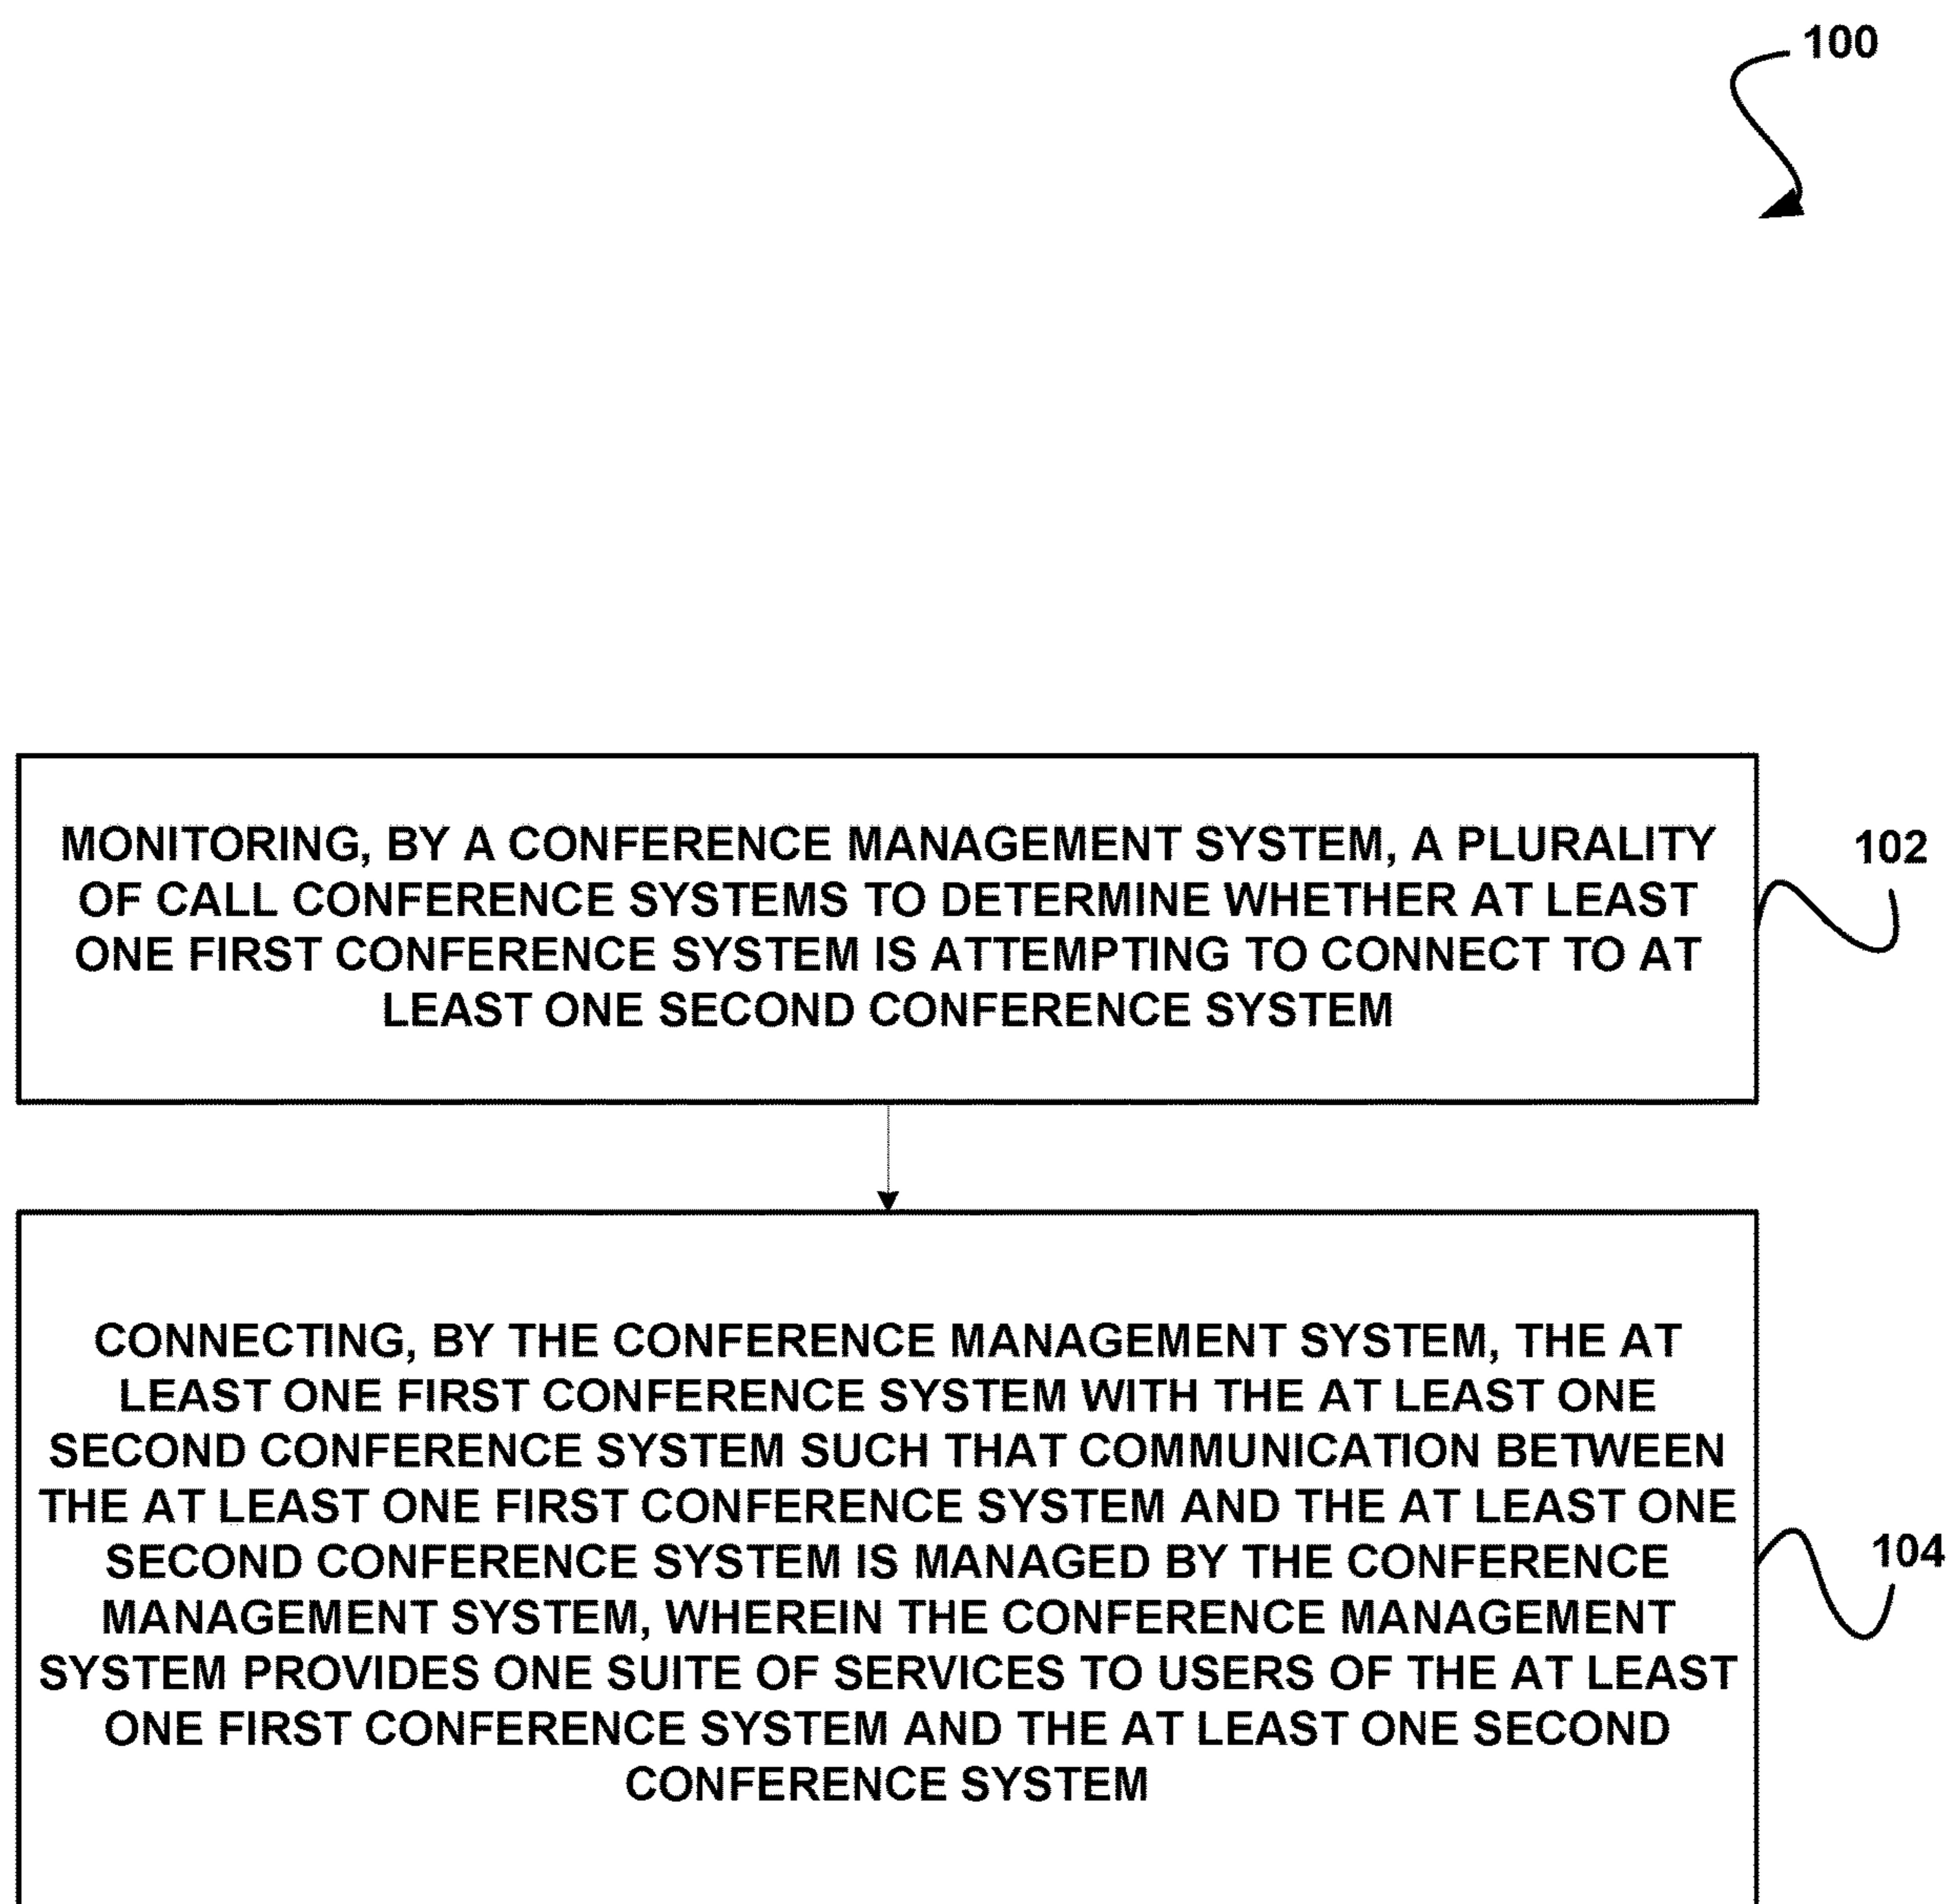 100
MONITORING, BY A CONFERENCE MANAGEMENT SYSTEM, A PLURALITY
OF CALL CONFERENCE SYSTEMS TO DETERMINE WHETHER AT LEAST
ONE FIRST CONFERENCE SYSTEM IS ATTEMPTING TO CONNECT TO AT
LEAST ONE SECOND CONFERENCE SYSTEM
102
CONNECTING, BY THE CONFERENCE MANAGEMENT SYSTEM, THE AT
LEAST ONE FIRST CONFERENCE SYSTEM WITH THE AT LEAST ONE
SECOND CONFERENCE SYSTEM SUCH THAT COMMUNICATION BETWEEN
THE AT LEAST ONE FIRST CONFERENCE SYSTEM AND THE AT LEAST ONE
SECOND CONFERENCE SYSTEM IS MANAGED BY THE CONFERENCE
MANAGEMENT SYSTEM, WHEREIN THE CONFERENCE MANAGEMENT
SYSTEM PROVIDES ONE SUITE OF SERVICES TO USERS OF THE AT LEAST
ONE FIRST CONFERENCE SYSTEM AND THE AT LEAST ONE SECOND
CONFERENCE SYSTEM
104